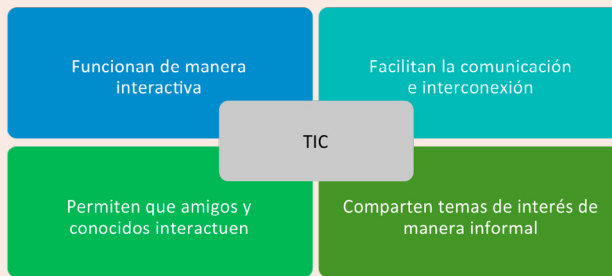 Funcionan de manera
interactiva
Facilitan la comunicación
e interconexión
TIC
Permiten que amigos y
conocidos interactuen
Comparten temas de interés de
manera informal